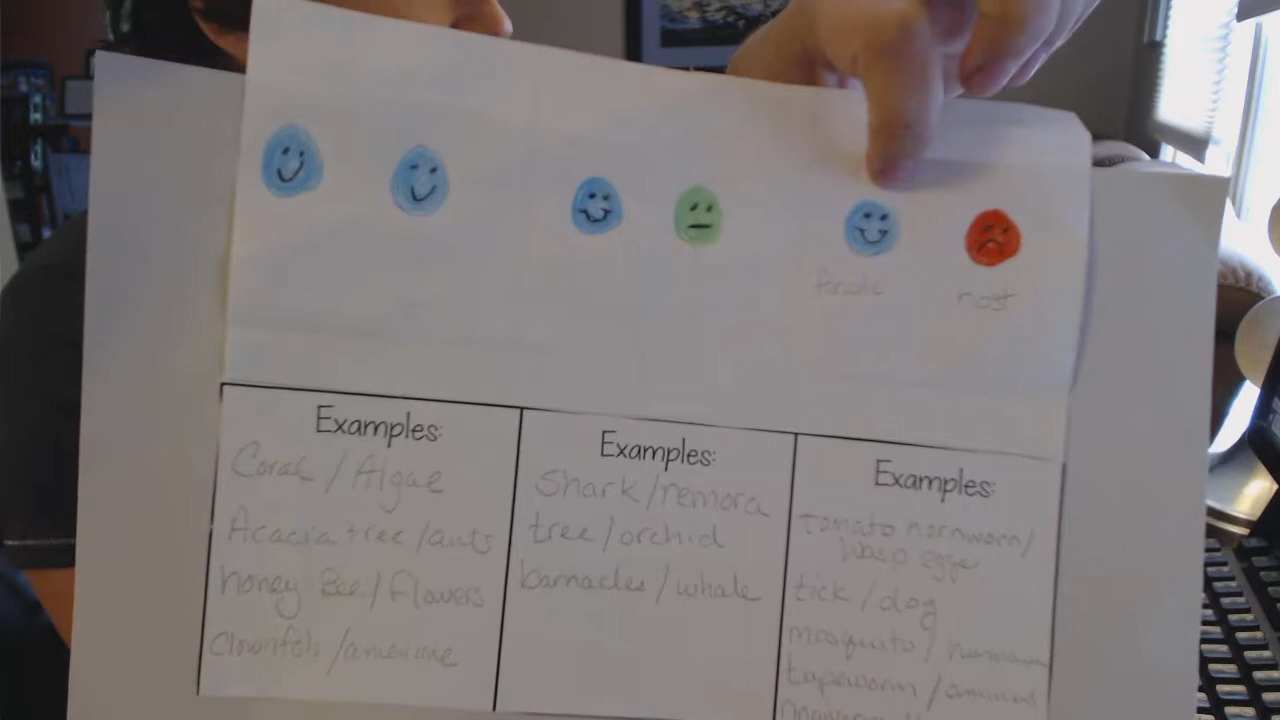 host
Examples:
Coral / Algae
Acacia tree / ants
honey Bee / flowers
Clownfish / anemone
Examples:
Shark / remora
tree / orchid
barnacles / whale
Examples:
tomato hornworm /
Wasp eggs
tick / dog
mosquito / human
tapeworm / animal